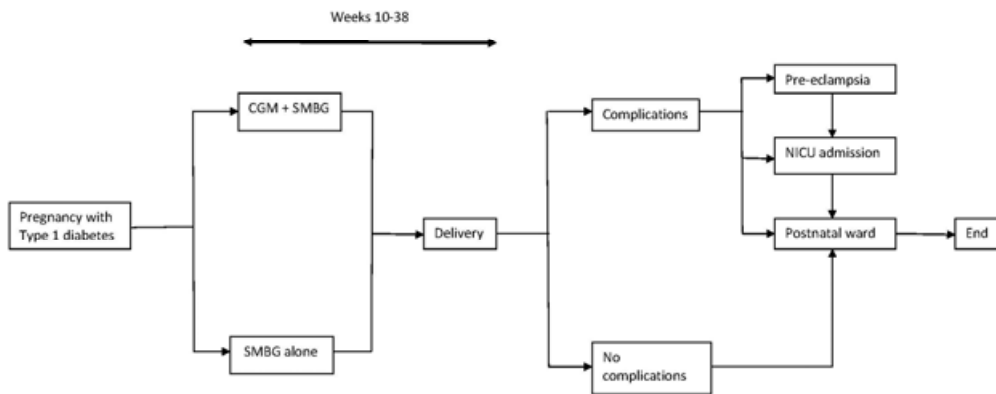 Weeks 10-38
CGM + SMBG
SMBG alone
Pregnancy with
Type 1 diabetes
Delivery
Complications
No
complications
Pre-eclampsia
NICU admission
Postnatal ward
End